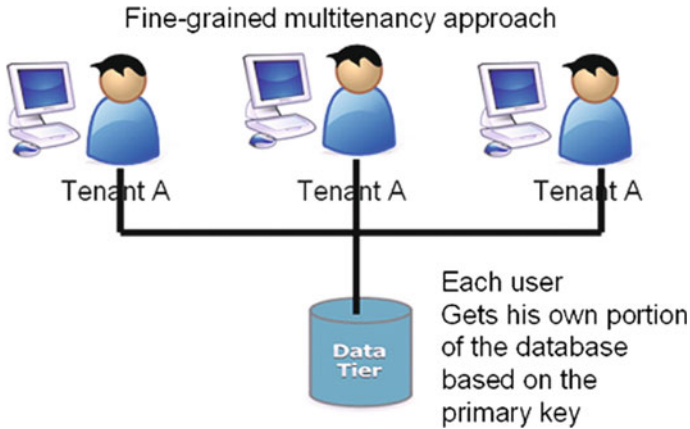 Fine-grained multitenancy approach
Tenant A
Tenant A
Tenant A
Data
Tier
Each user
Gets his own portion
of the database
based on the
primary key